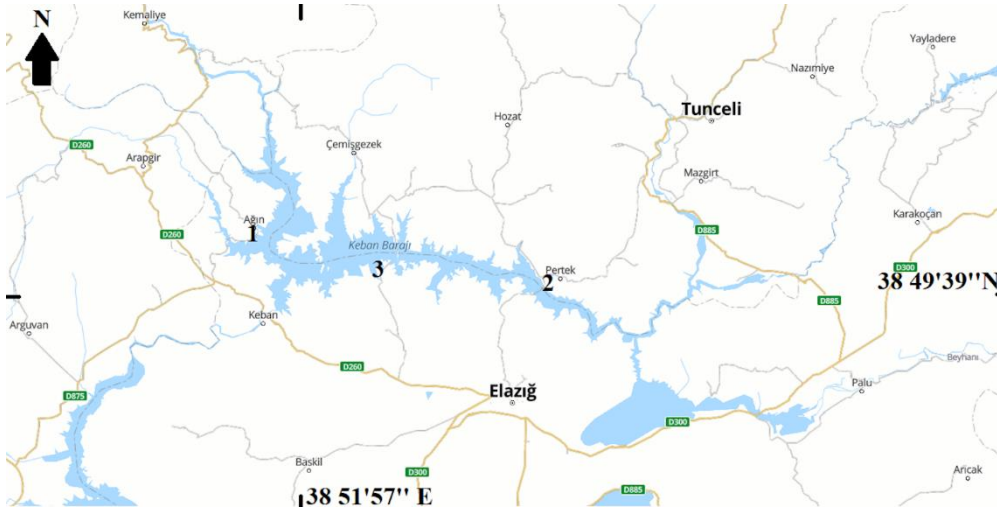 N
Kemaliye
Yayladere
Nazımiye
Tunceli
Hozat
D260
Çemişgezek
Arapgir
Mazgirt
Ağın
1
Karakoçan
D260
D885
Keban Barajı
3
Pertek
2
D300
38 49'39''N
D885
Keban
Arguvan
D260
Beyhanı
Palu
D875
Elazığ
D300
Baskil
D300
Arıcak
D885
38 51'57'' E